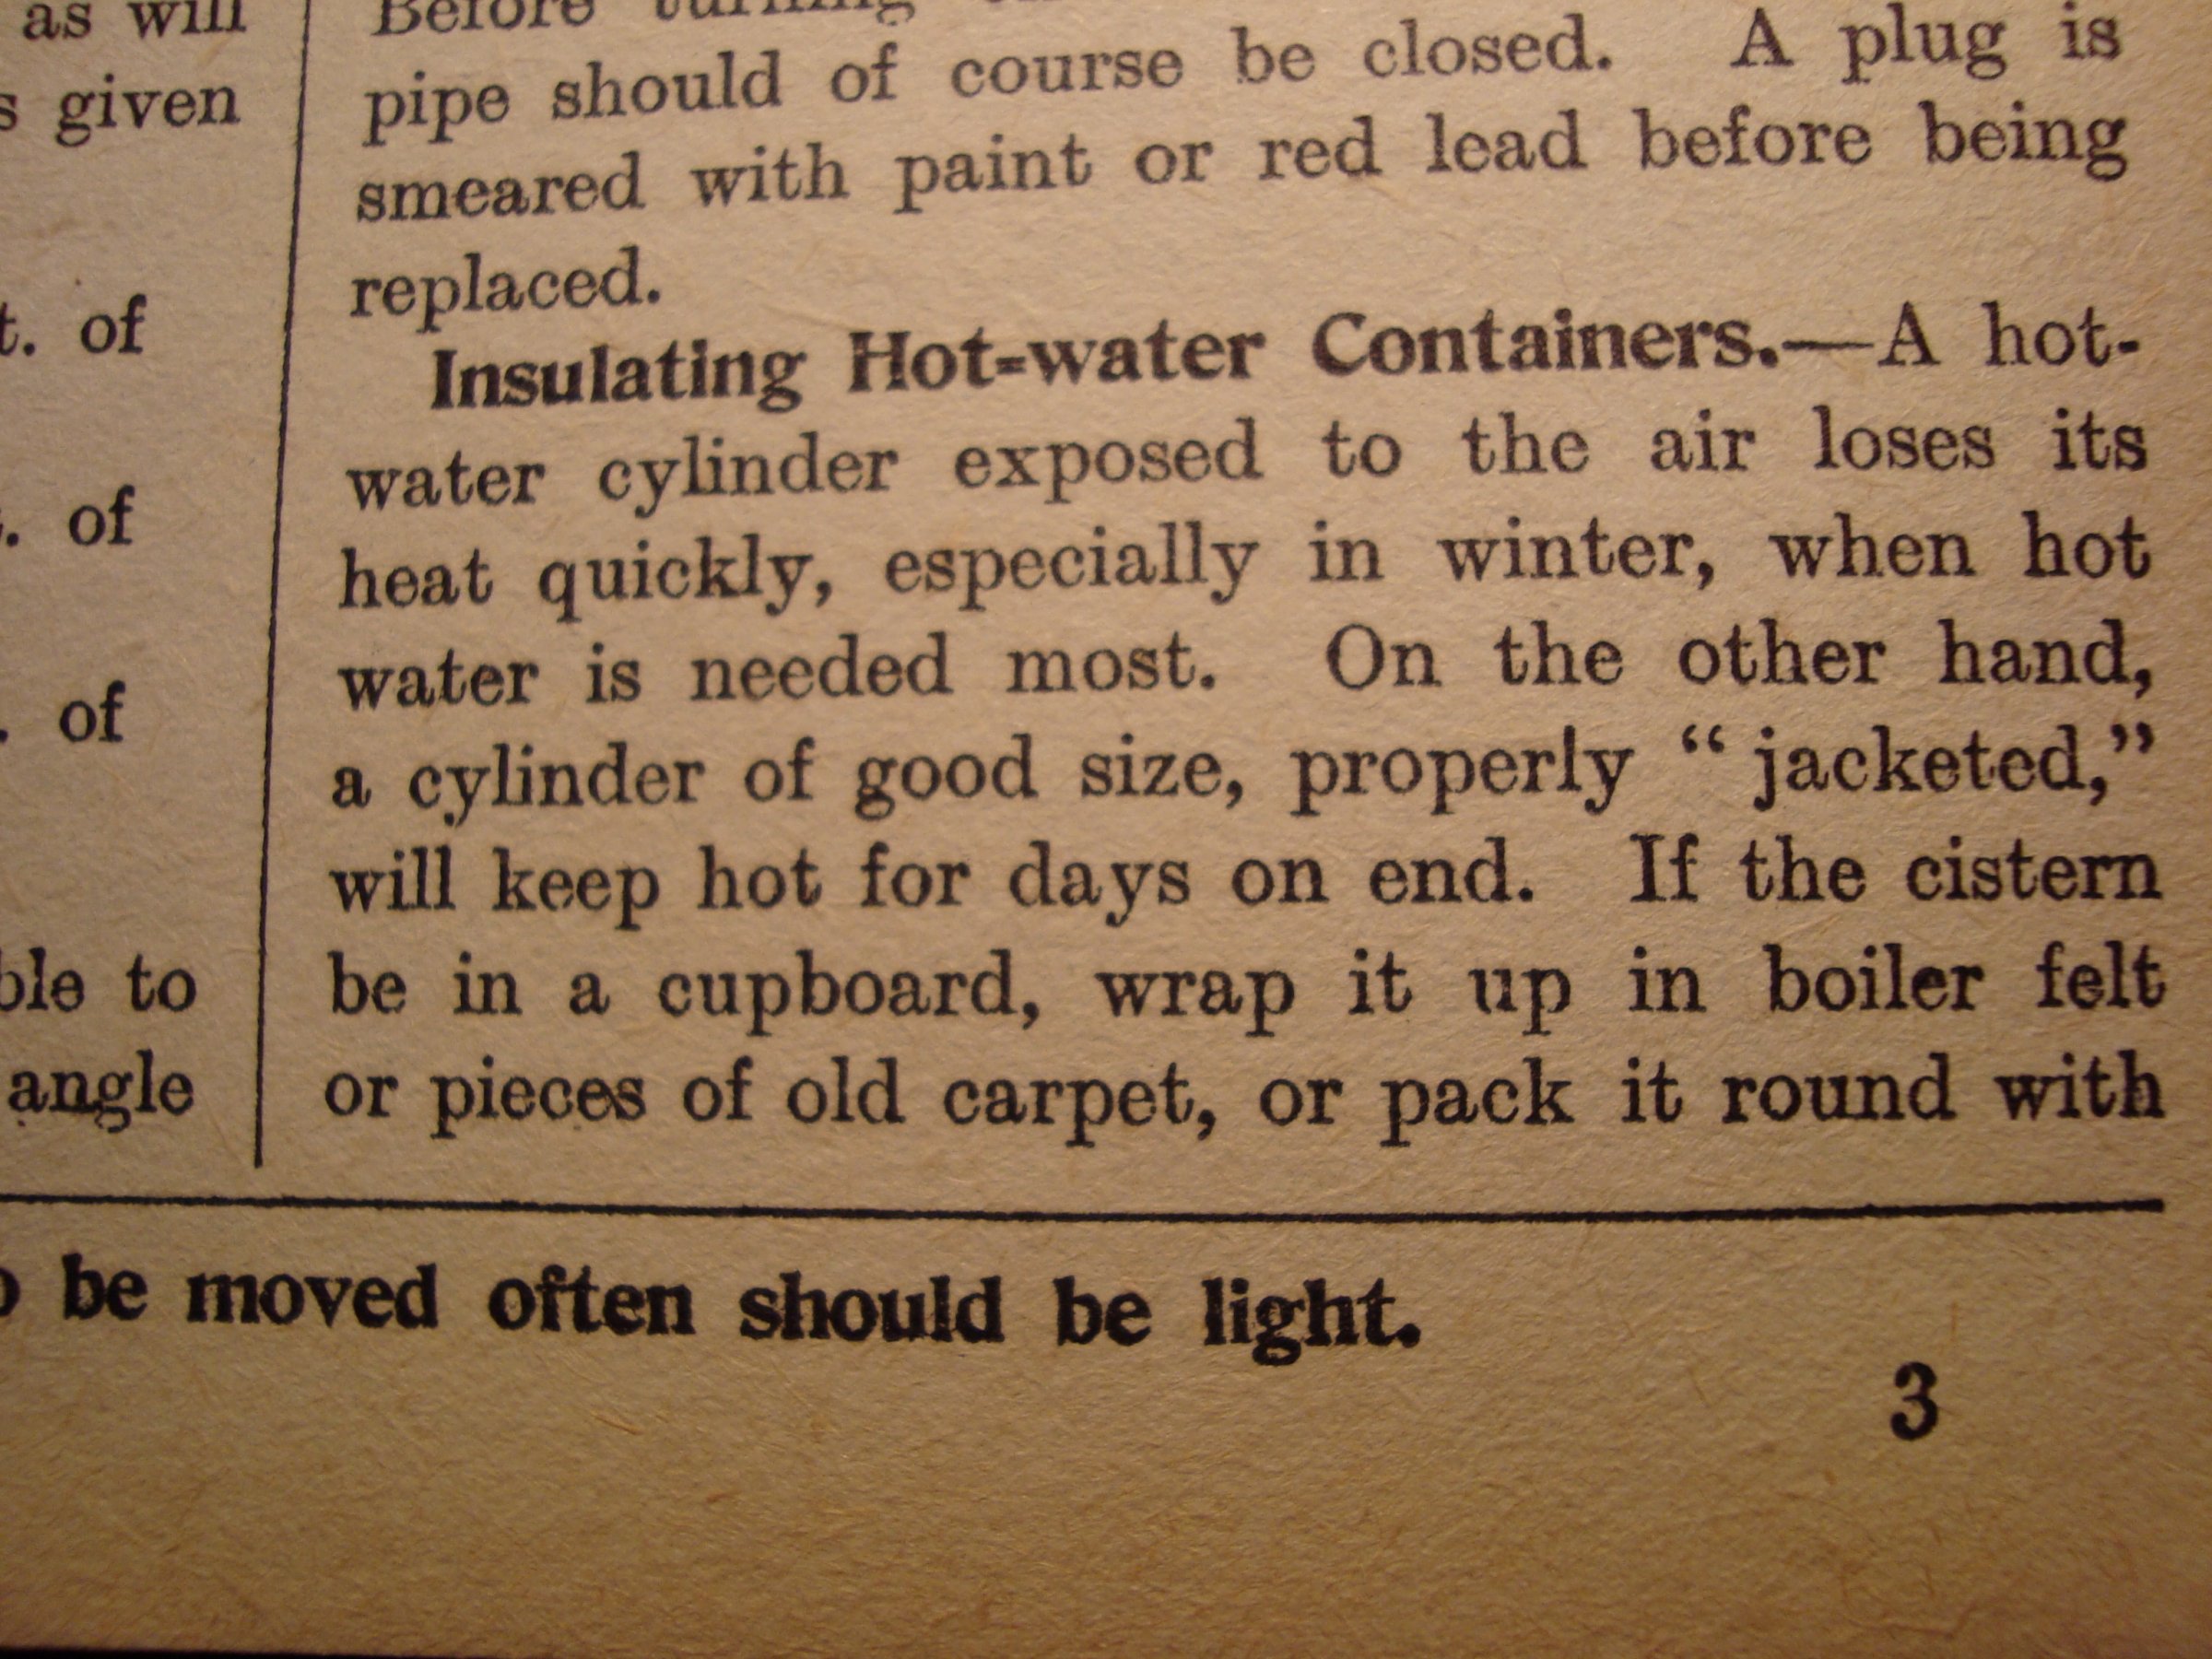 as will
given
t. of
. of
. of
to
angle
Before turning
pipe should of course be closed. A plug is
smeared with paint or red lead before being
replaced.
Insulating Hot-water Containers.—A hot-
water cylinder exposed to the air loses its
heat quickly, especially in winter, when hot
water is needed most. On the other hand,
a cylinder of good size, properly “ jacketed,”
will keep hot for days on end. If the cistern
be in a cupboard, wrap it up in boiler felt
or pieces of old carpet, or pack it round with
be moved often should be light.
3